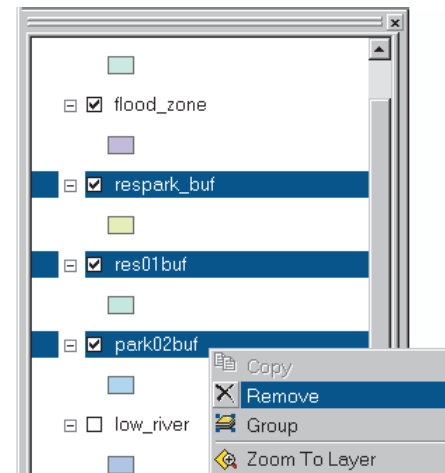 flood_zone
respark_buf
res01buf
park02buf
Copy
Remove
low_river
Group
Zoom To Layer